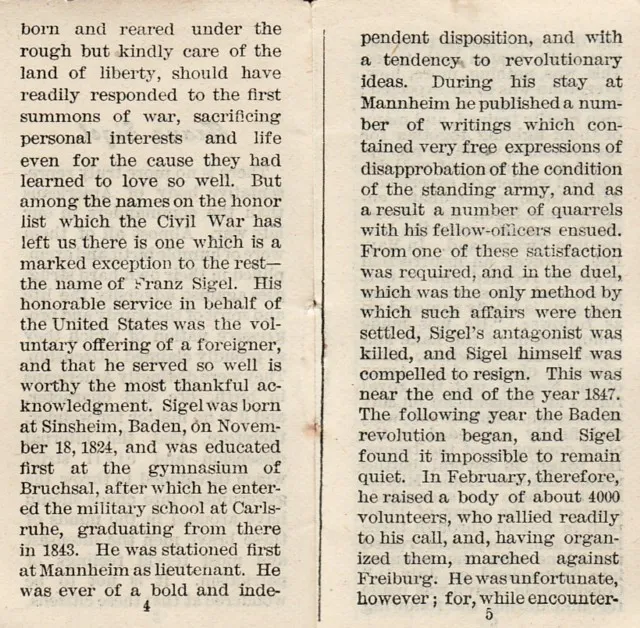 born and reared under the
rough but kindly care of the
land of liberty, should have
readily responded to the first
summons of war, sacrificing
personal interests and life
even for the cause they had
learned to love so well. But
among the names on the honor
list which the Civil War has
left us there is one which is a
marked exception to the rest—
the name of Franz Sigel. His
honorable service in behalf of
the United States was the vol-
untary offering of a foreigner,
and that he served so well is
worthy the most thankful ac-
knowledgment. Sigel was born
at Sinsheim, Baden, on Novem-
ber 18, 1824, and was educated
first at the gymnasium of
Bruchsal, after which he enter-
ed the military school at Carls-
ruhe, graduating from there
in 1843. He was stationed first
at Mannheim as lieutenant. He
was ever of a bold and inde-
4
pendent disposition, and with
a tendency to revolutionary
ideas. During his stay at
Mannheim he published a num-
ber of writings which con-
tained very free expressions of
disapprobation of the condition
of the standing army, and as
a result a number of quarrels
with his fellow-officers ensued.
From one of these satisfaction
was required, and in the duel,
which was the only method by
which such affairs were then
settled, Sigel's antagonist was
killed, and Sigel himself was
compelled to resign. This was
near the end of the year 1847.
The following year the Baden
revolution began, and Sigel
found it impossible to remain
quiet. In February, therefore,
he raised a body of about 4000
volunteers, who rallied readily
to his call, and, having organ-
ized them, marched against
Freiburg. He was unfortunate,
however; for, while encounter-
5